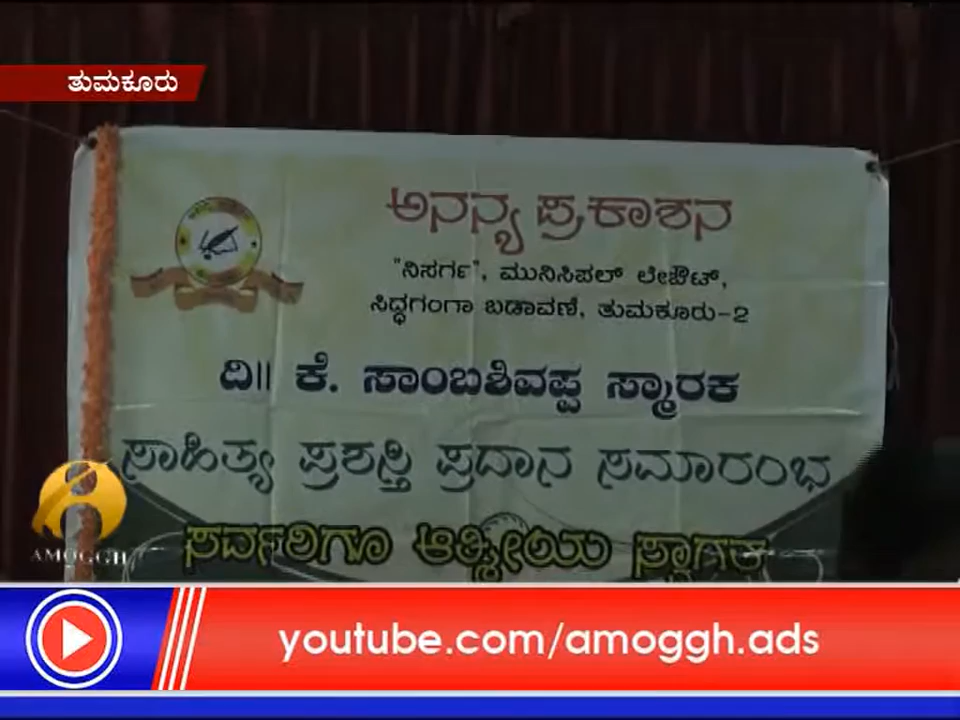 ತುಮಕೂರು
ಅನನ್ಯ ಪ್ರಕಾಶನ
"ನಿಸರ್ಗ", ಮುನಿಸಿಪಲ್ ಲೇಔಟ್,
ಸಿದ್ಧಗಂಗಾ ಬಡಾವಣೆ, ತುಮಕೂರು-2
ದಿ|| ಕೆ. ಸಾಂಬಶಿವಪ್ಪ ಸ್ಮಾರಕ
ಸಾಹಿತ್ಯ ಪ್ರಶಸ್ತಿ ಪ್ರದಾನ ಸಮಾರಂಭ
ಸರ್ವರಿಗೂ ಆತ್ಮೀಯ ಸ್ವಾಗತ
AMOGGH
youtube.com/amoggh.ads